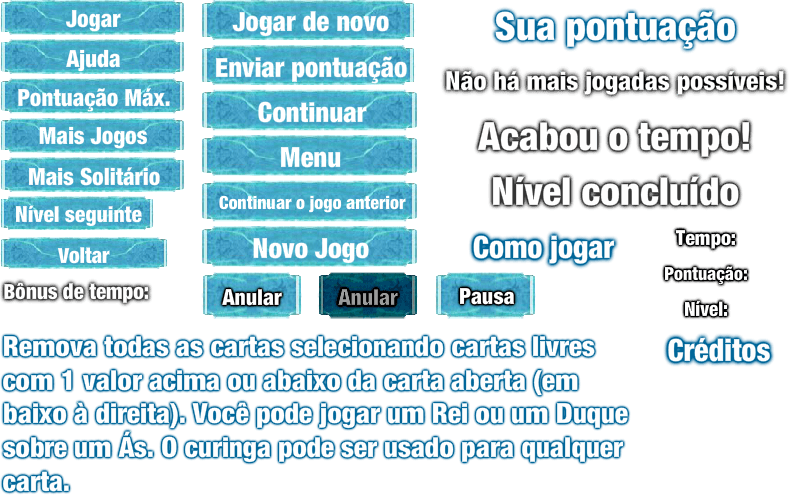 Jogar
Ajuda
Pontuação Máx.
Mais Jogos
Mais Solitário
Nível seguinte
Voltar
Bônus de tempo:
Jogar de novo
Enviar pontuação
Continuar
Menu
Continuar o jogo anterior
Novo Jogo
Anular
Anular
Pausa
Sua pontuação
Não há mais jogadas possíveis!
Acabou o tempo!
Nível concluído
Como jogar
Tempo:
Pontuação:
Nível:
Créditos
Remova todas as cartas selecionando cartas livres
com 1 valor acima ou abaixo da carta aberta (em
baixo à direita). Você pode jogar um Rei ou um Duque
sobre um Ás. O curinga pode ser usado para qualquer
carta.